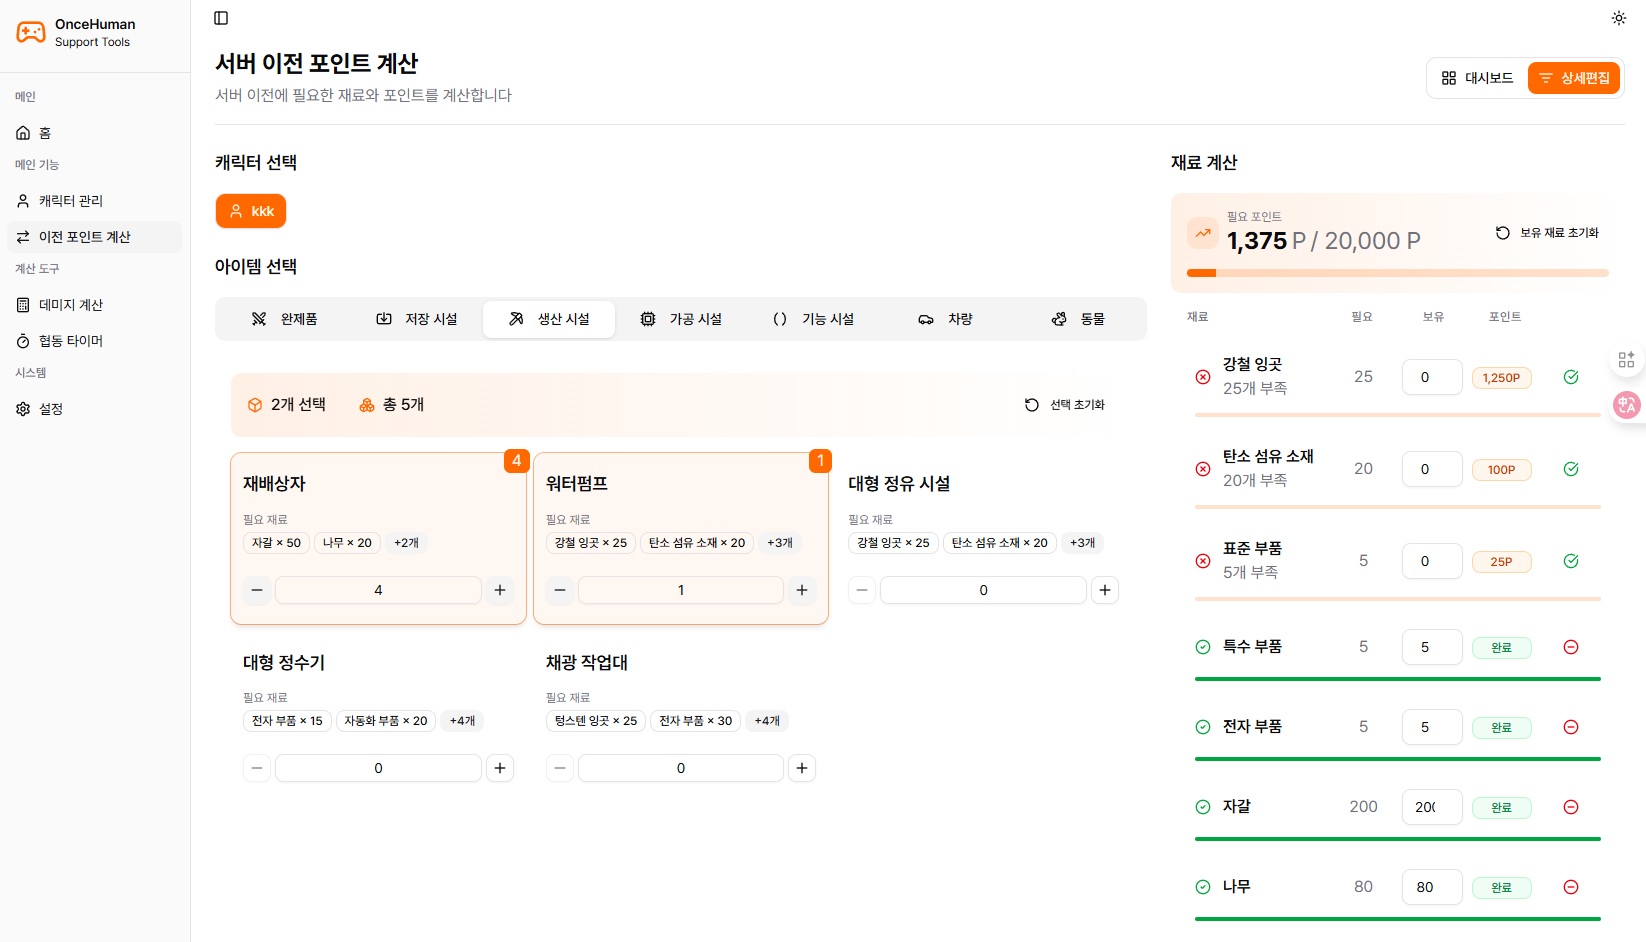 OnceHuman
Support Tools
메인
홈
메인 기능
캐릭터 관리
이전 포인트 계산
계산 도구
데미지 계산
협동 타이머
시스템
설정
서버 이전 포인트 계산
서버 이전에 필요한 재료와 포인트를 계산합니다
대시보드
상세편집
캐릭터 선택
kkk
아이템 선택
완제품
저장 시설
생산 시설
가공 시설
기능 시설
차량
동물
2개 선택
총 5개
선택 초기화
4
재배상자
필요 재료
자갈 × 50
나무 × 20
+2개
4
1
워터펌프
필요 재료
강철 잉곳 × 25
탄소 섬유 소재 × 20
+3개
1
대형 정유 시설
필요 재료
강철 잉곳 × 25
탄소 섬유 소재 × 20
+3개
0
대형 정수기
필요 재료
전자 부품 × 15
자동화 부품 × 20
+4개
0
채광 작업대
필요 재료
텅스텐 잉곳 × 25
전자 부품 × 30
+4개
0
재료 계산
필요 포인트
1,375 P / 20,000 P
보유 재료 초기화
재료 필요 보유 포인트
강철 잉곳
25개 부족
25 0 1,250P
탄소 섬유 소재
20개 부족
20 0 100P
표준 부품
5개 부족
5 0 25P
특수 부품 5 5 완료
전자 부품 5 5 완료
자갈 200 200 완료
나무 80 80 완료